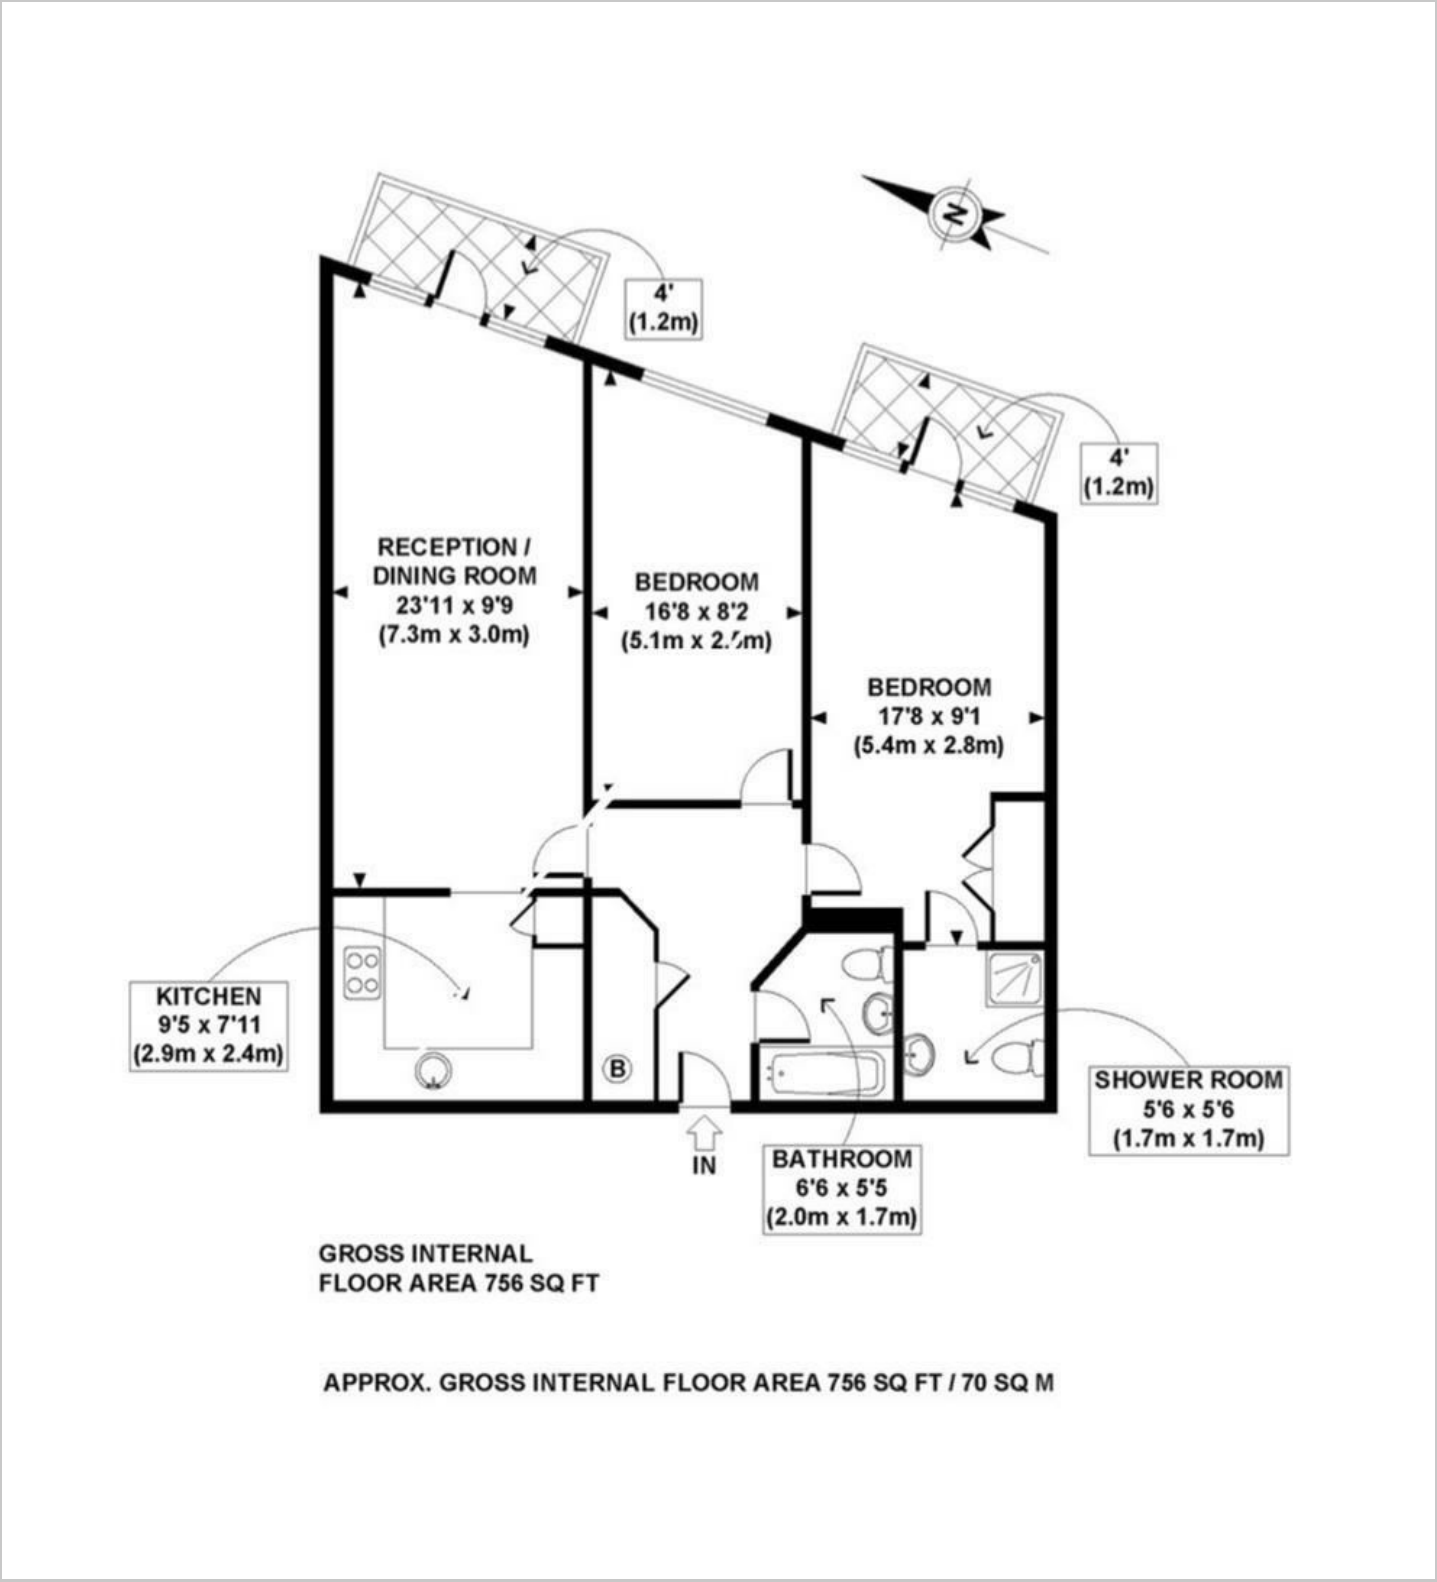 N
4'
(1.2m)
4'
(1.2m)
RECEPTION /
DINING ROOM
23'11 x 9'9
(7.3m x 3.0m)
BEDROOM
16'8 x 8'2
(5.1m x
BEDROOM
17'8 x 9'1
(5.4m x 2.8m)
KITCHEN
9'5 x 7'11
(2.9m x 2.4m)
B
IN
BATHROOM
6'6 x 5'5
(2.0m x 1.7m)
SHOWER ROOM
5'6 x 5'6
(1.7m x 1.7m)
GROSS INTERNAL
FLOOR AREA 756 SQ FT
APPROX. GROSS INTERNAL FLOOR AREA 756 SQ FT / 70 SQ M